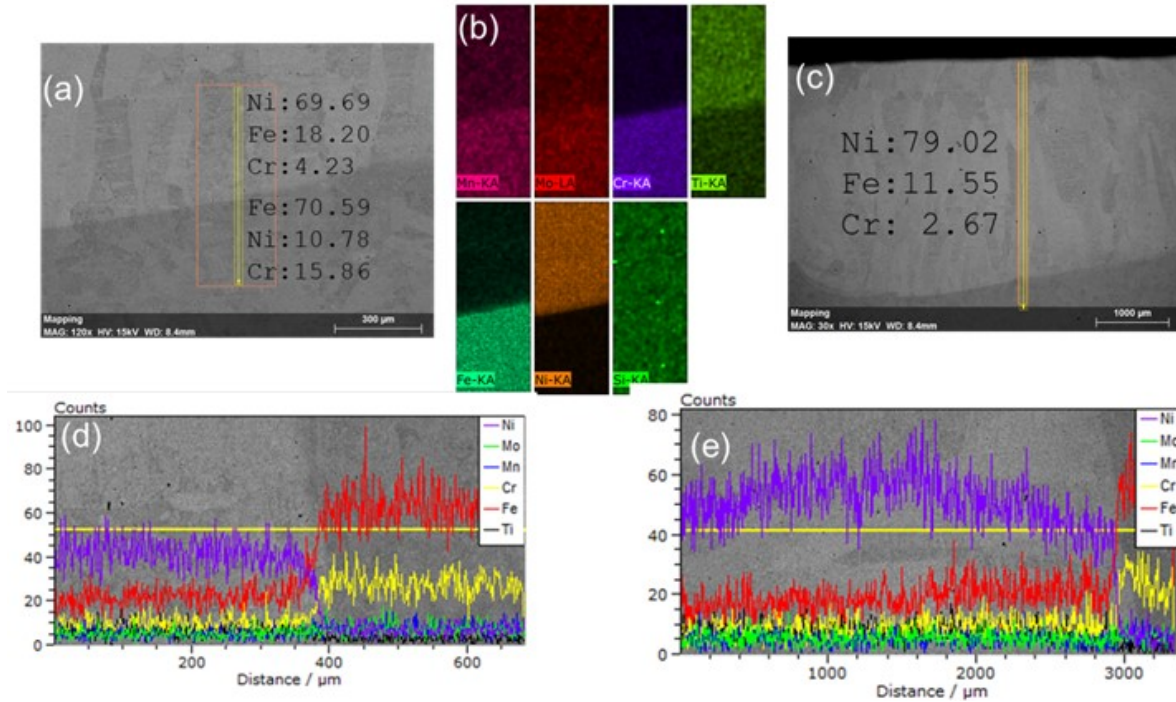 (a)
Ni:69.69
Fe:18.20
Cr:4.23
Fe:70.59
Ni:10.78
Cr:15.86
Mapping
MAG: 120x HV: 15kV WD: 8.4mm
300 µm
(b)
Mn-KA
Mo-LA
Cr-KA
Ti-KA
Fe-KA
Ni-KA
Si-KA
(c)
Ni:79.02
Fe:11.55
Cr: 2.67
Mapping
MAG: 30x HV: 15kV WD: 8.4mm
1000 µm
Counts
(d)
100
80
60
40
20
0
200
400
600
Distance / µm
Ni
Mo
Mn
Cr
Fe
Ti
Counts
(e)
80
60
40
20
0
1000
2000
3000
Distance / µm
Ni
Cr
Fe
Ti